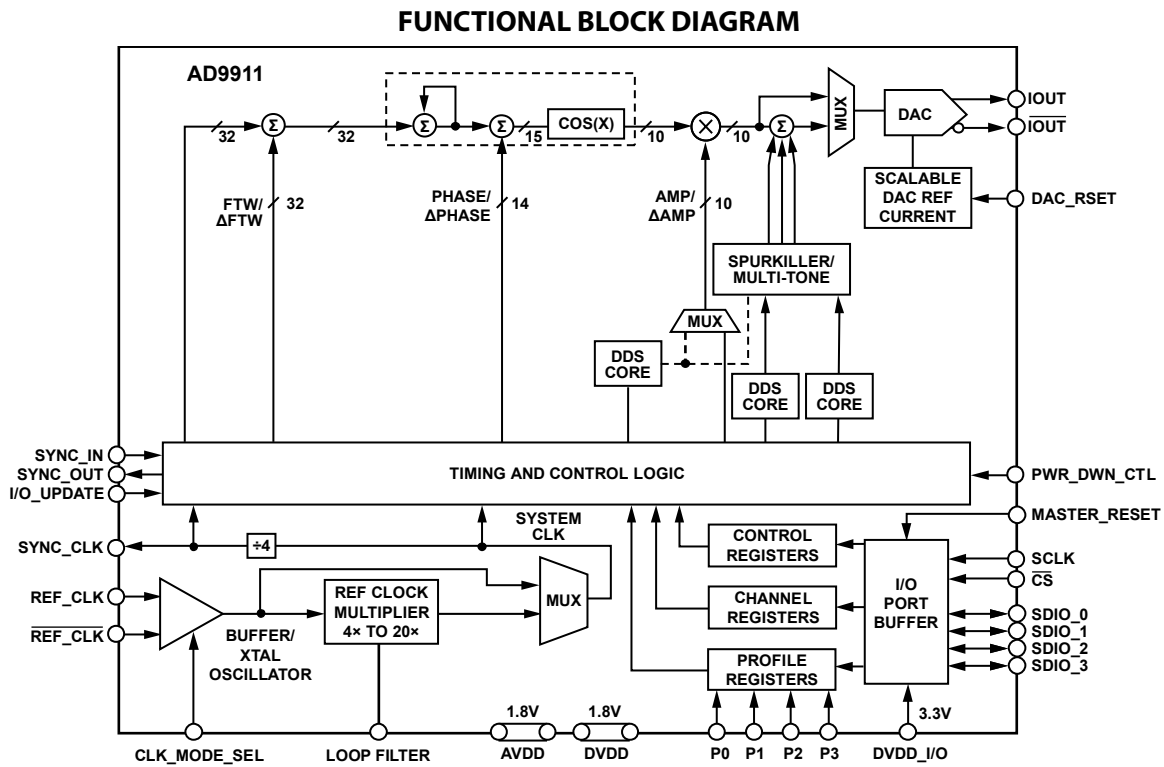 FUNCTIONAL BLOCK DIAGRAM
AD9911
Σ
Σ
Σ
COS(X)
Σ
MUX
DAC
IOUT
IOUT
32
32
15
10
10
FTW/
ΔFTW
32
PHASE/
ΔPHASE
14
AMP/
ΔAMP
10
SCALABLE
DAC REF
CURRENT
DAC_RSET
SPURKILLER/
MULTI-TONE
MUX
DDS
CORE
DDS
CORE
DDS
CORE
SYNC_IN
SYNC_OUT
I/O_UPDATE
TIMING AND CONTROL LOGIC
PWR_DWN_CTL
MASTER_RESET
SYNC_CLK
÷4
SYSTEM
CLK
CONTROL
REGISTERS
SCLK
CS
REF_CLK
REF_CLK
BUFFER/
XTAL
OSCILLATOR
REF CLOCK
MULTIPLIER
4× TO 20×
MUX
CHANNEL
REGISTERS
I/O
PORT
BUFFER
SDIO_0
SDIO_1
SDIO_2
SDIO_3
PROFILE
REGISTERS
1.8V
1.8V
3.3V
CLK_MODE_SEL
LOOP FILTER
AVDD
DVDD
P0
P1
P2
P3
DVDD_I/O